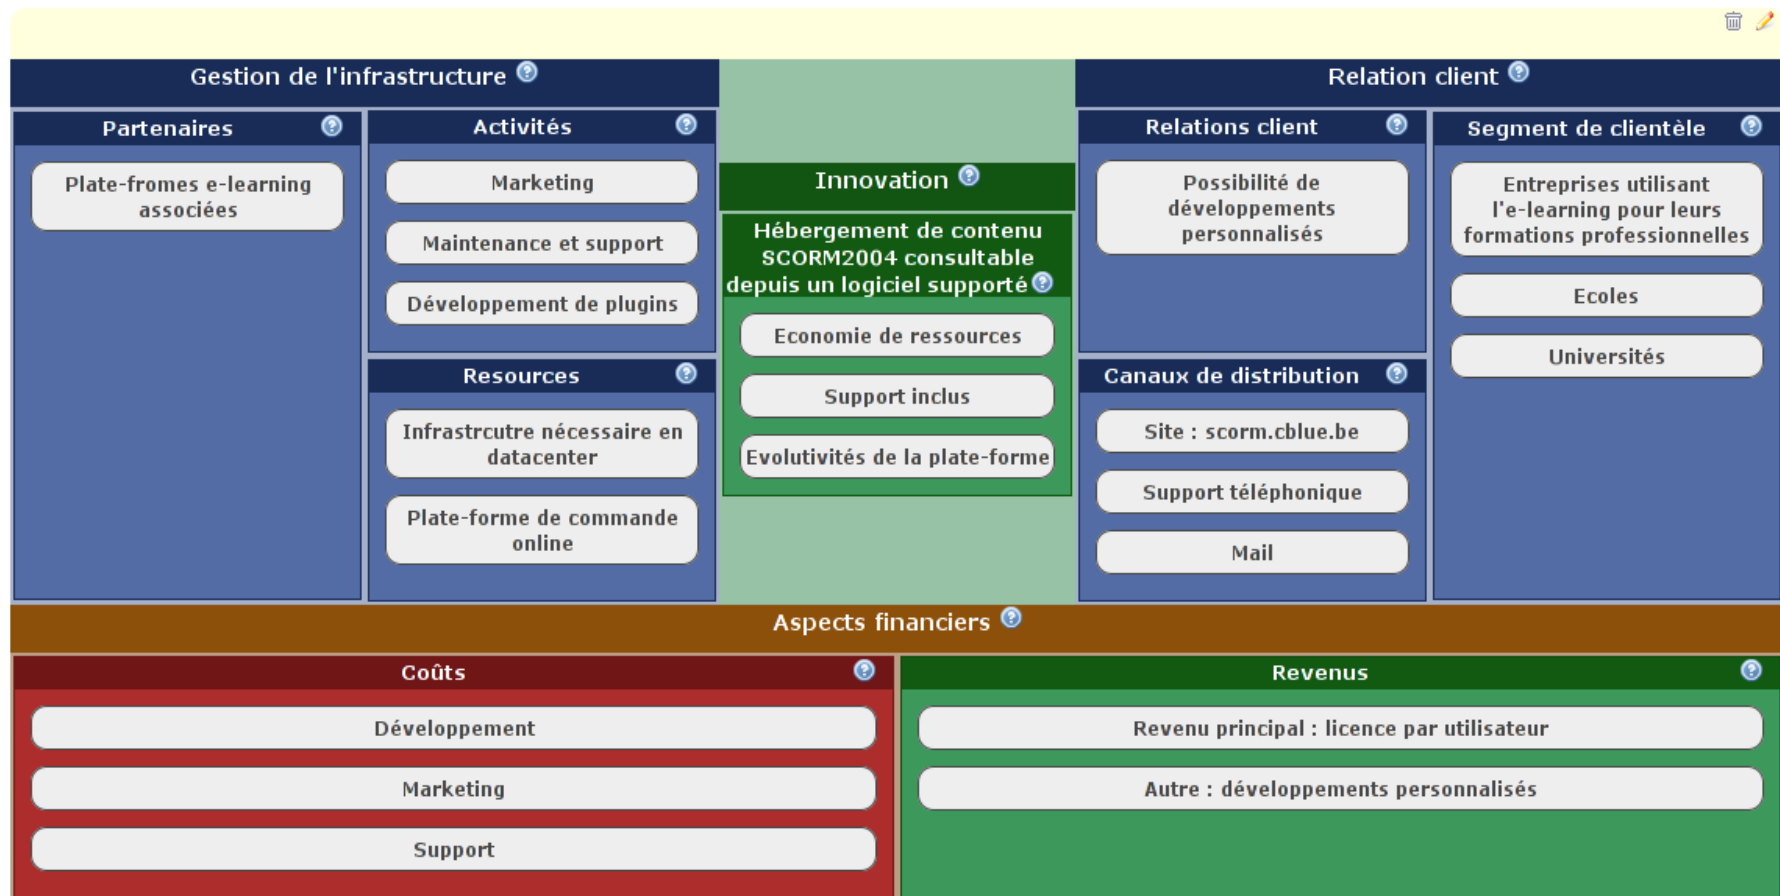 Gestion de l'infrastructure
Relation client
Partenaires
Plate-fromes e-learning
associées
Activités
Marketing
Maintenance et support
Développement de plugins
Resources
Infrastrcutre nécessaire en
datacenter
Plate-forme de commande
online
Innovation
Hébergement de contenu
SCORM2004 consultable
depuis un logiciel supporté
Economie de ressources
Support inclus
Evolutivités de la plate-forme
Relations client
Possibilité de
développements
personnalisés
Canaux de distribution
Site : scorm.cblue.be
Support téléphonique
Mail
Segment de clientèle
Entreprises utilisant
l'e-learning pour leurs
formations professionnelles
Ecoles
Universités
Aspects financiers
Coûts
Développement
Marketing
Support
Revenus
Revenu principal : licence par utilisateur
Autre : développements personnalisés